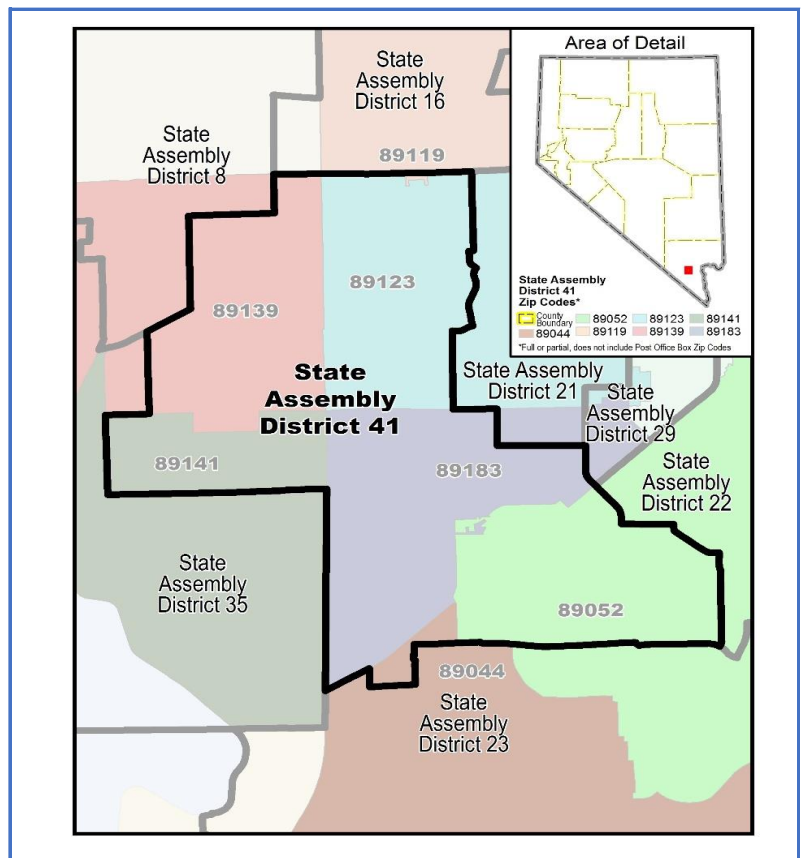 State
Assembly
District 16
Area of Detail
State
Assembly
District 8
89119
89123
89139
State Assembly
District 41
Zip Codes*
County
Boundary
89052
89123
89141
89044
89119
89139
89183
*Full or partial, does not include Post Office Box Zip Codes
State
Assembly
District 41
State Assembly
District 21
State
Assembly
District 29
89141
89183
State
Assembly
District 22
State
Assembly
District 35
89052
89044
State
Assembly
District 23